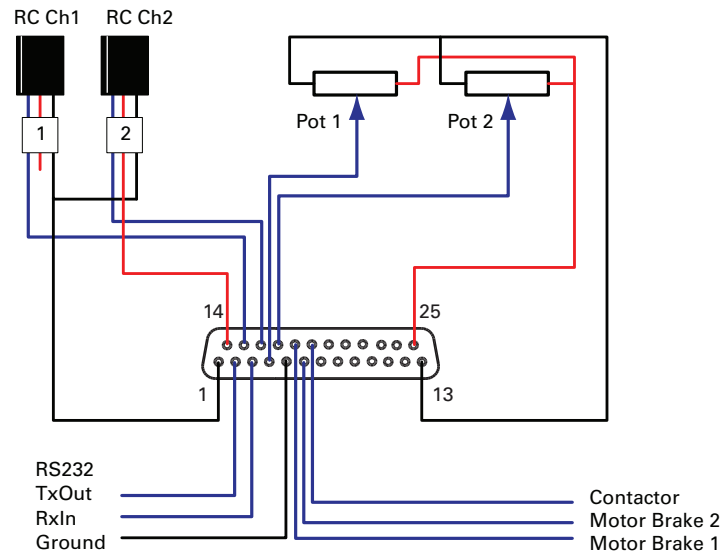 RC Ch1
RC Ch2
1
2
Pot 1
Pot 2
14
25
1
13
RS232
TxOut
RxIn
Ground
Contactor
Motor Brake 2
Motor Brake 1